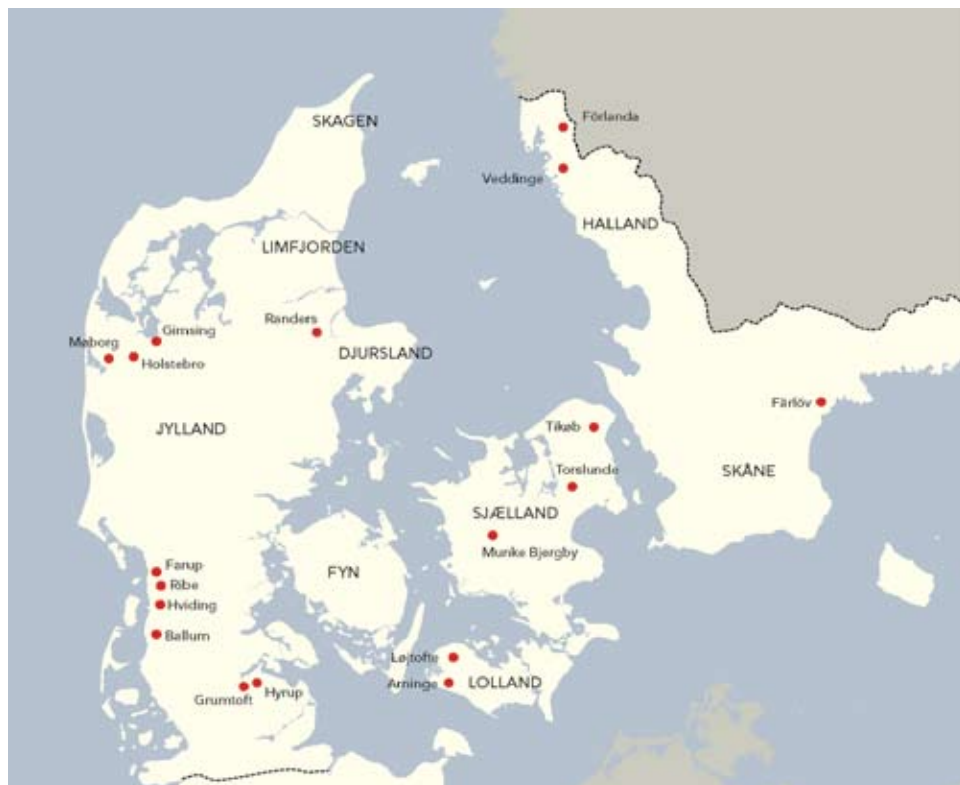 SKAGEN
Förlanda
Veddinge
HALLAND
LIMFJORDEN
Randers
Gimsing
Møborg
Holstebro
DJURSLAND
Färlöv
JYLLAND
Tikøb
Torslunde
SKÅNE
SJÆLLAND
Munke Bjergby
Farup
Ribe
FYN
Hviding
Ballum
Løjtofte
Arninge
LOLLAND
Hyrup
Grumtoft